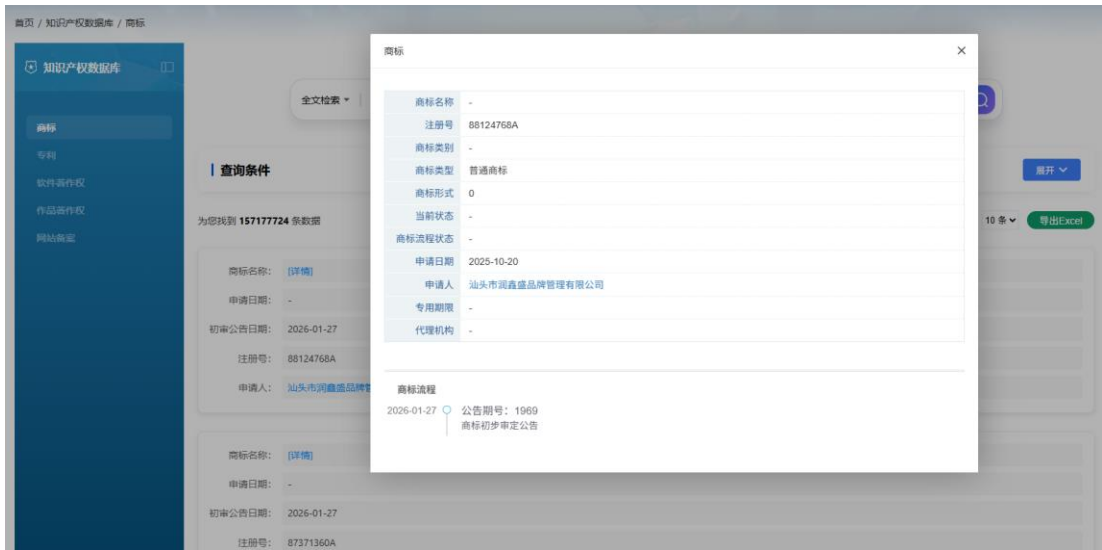 首页 / 知识产权数据库 / 商标
知识产权数据库
商标
专利
软件著作权
作品著作权
网站备案
全文检索
查询条件
展开
为您找到 157177724 条数据
10 条
导出Excel
商标名称： [详情]
申请日期： -
初审公告日期： 2026-01-27
注册号： 88124768A
申请人： 汕头市润鑫盛品牌管
商标名称： [详情]
申请日期： -
初审公告日期： 2026-01-27
注册号： 87371360A
商标
商标名称 -
注册号 88124768A
商标类别 -
商标类型 普通商标
商标形式 0
当前状态 -
商标流程状态 -
申请日期 2025-10-20
申请人 汕头市润鑫盛品牌管理有限公司
专用期限 -
代理机构 -
商标流程
2026-01-27 公告期号：1969
商标初步审定公告